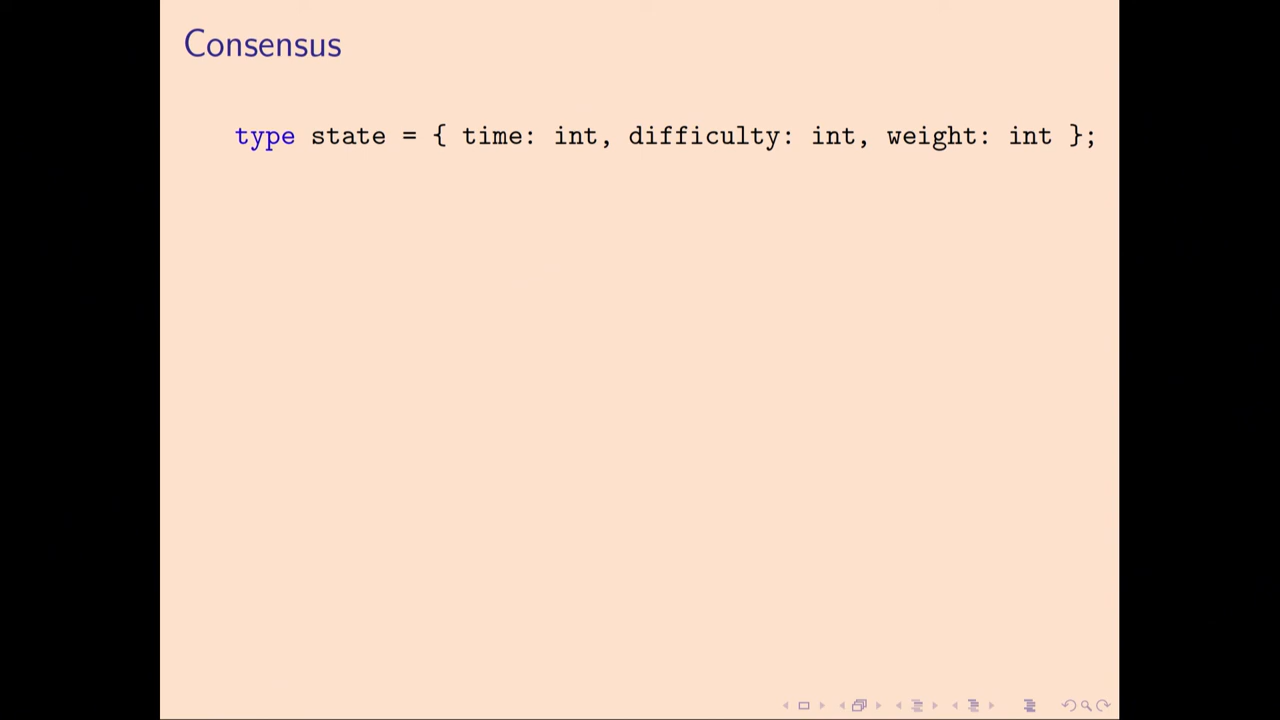 Consensus
type state = { time: int, difficulty: int, weight: int };